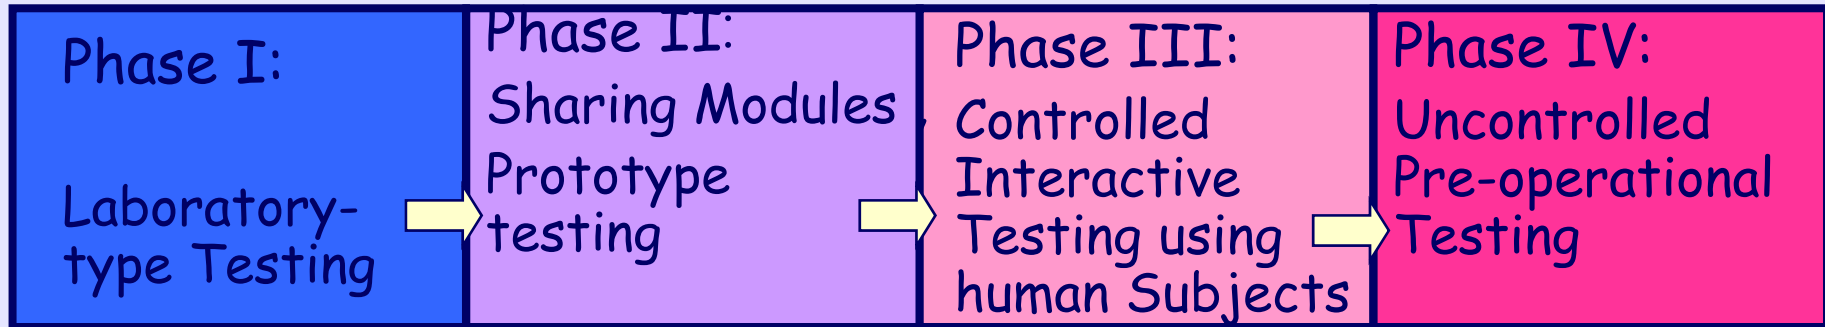 Phase I:
Laboratory-
type Testing
Phase II:
Sharing Modules,
Prototype
testing
Phase III:
Controlled
Interactive
Testing using
human Subjects
Phase IV:
Uncontrolled
Pre-operational
Testing